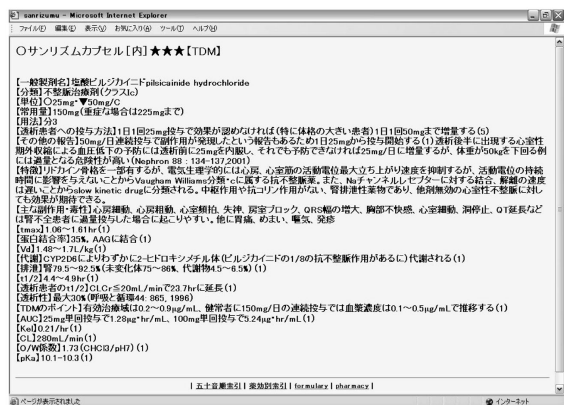 sanrizumu - Microsoft Internet Explorer
ファイル(F) 編集(E) 表示(V) お気に入り(A) ツール(T) ヘルプ(H)
〇サンリズムカプセル[内]★★★【TDM】
【一般製剤名】塩酸ピルジカイニドpilsicainide hydrochloride
【分類】不整脈治療剤(クラスIc)
【単位】〇25mg・▼50mg/C
【常用量】150mg(重症な場合は225mgまで)
【用法】分3
【透析患者への投与方法】1日1回25mg投与で効果が認めなければ(特に体格の大きい患者)1日1回50mgまで増量する(5)
【その他の報告】50mg/日連続投与で副作用が発現したという報告もあるため1日25mgから投与開始する(1)透析後半に出現する心室性
期外収縮による血圧低下の予防には透析前に25mgを内服し、それでも予防できなければ25mg/日に増量するが、体重が50kgを下回る例
には過量となる危険性が高い(Nephron 88：134-137,2001)
【特徴】リドカイン骨格を一部有するが、電気生理学的には心房、心室筋の活動電位最大立ち上がり速度を抑制するが、活動電位の持続
時間に影響を与えないことからVaugham Williams分類・cに属する抗不整脈薬。また、Naチャンネルレセプターに対する結合、解離の速度
は遅いことからslow kinetic drugに分類される。中枢作用や抗コリン作用がない、腎排泄性薬物であり、他剤無効の心室性不整脈に対し
ても効果が期待できる。
【主な副作用・毒性】心房細動、心房粗動、心室頻拍、失神、房室ブロック、QRS幅の増大、胸部不快感、心室細動、洞停止、QT延長など
は腎不全患者に過量投与した場合に起こりやすい。他に胃痛、めまい、嘔気、発疹
【tmax】1.06〜1.61hr(1)
【蛋白結合率】35%、AAGに結合(1)
【Vd】1.48〜1.7L/kg(1)
【代謝】CYP2D6によりわずかに2-ヒドロキシメチル体(ピルジカイニドの1/8の抗不整脈作用があるに)代謝される(1)
【排泄】腎79.5〜92.5%(未変化体75〜86%、代謝物4.5〜6.5%)(1)
【t1/2】4.4〜4.9hr(1)
【透析患者のt1/2】CLCr≦20mL/minで23.7hrに延長(1)
【透析性】最大30%(呼吸と循環44: 865, 1996)
【TDMのポイント】有効治療域は0.2〜0.9μg/mL、健常者に150mg/日の連続投与では血漿濃度は0.1〜0.5μg/mLで推移する(1)
【AUC】25mg単回投与で1.28μg・hr/mL、100mg単回投与で5.24μg・hr/mL(1)
【Kel】0.21/hr(1)
【CL】280mL/min(1)
【O/W係数】1.73(CHCl3/pH7)(1)
【pKa】10.1-10.3(1)
| 五十音順索引 | 薬効別索引 | formulary | pharmacy |
ページが表示されました インターネット